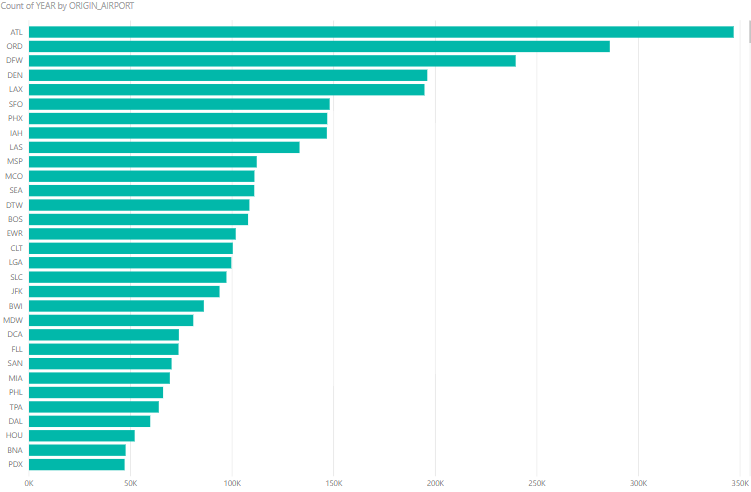 Count of YEAR by ORIGIN_AIRPORT
ATL
ORD
DFW
DEN
LAX
SFO
PHX
IAH
LAS
MSP
MCO
SEA
DTW
BOS
EWR
CLT
LGA
SLC
JFK
BWI
MDW
DCA
FLL
SAN
MIA
PHL
TPA
DAL
HOU
BNA
PDX
0K 50K 100K 150K 200K 250K 300K 350K